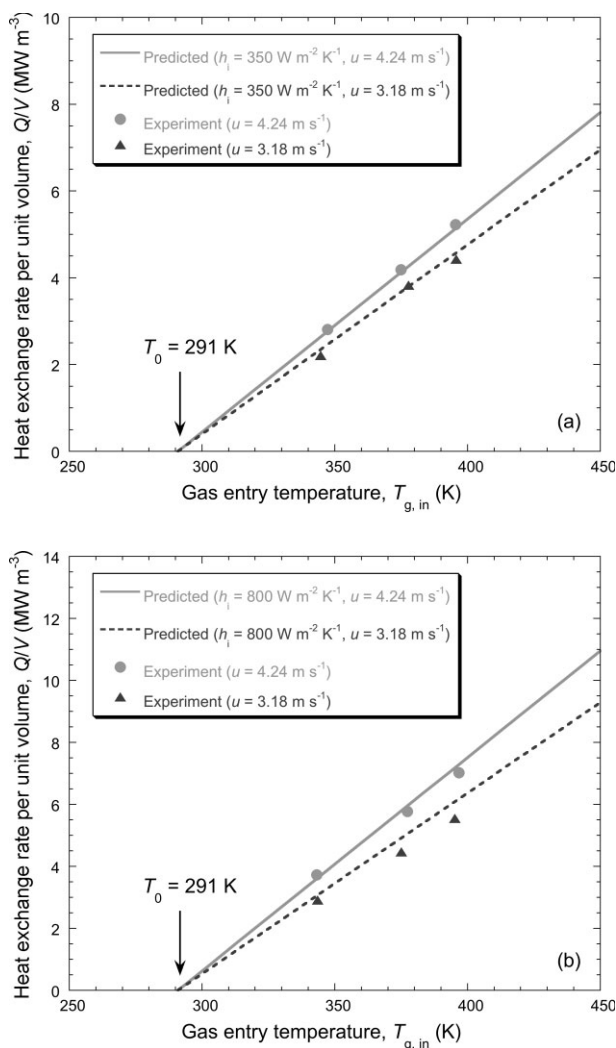 10
8
6
4
2
0
Heat exchange rate per unit volume, Q/V (MW m⁻³)
Predicted (hᵢ = 350 W m⁻² K⁻¹, u = 4.24 m s⁻¹)
Predicted (hᵢ = 350 W m⁻² K⁻¹, u = 3.18 m s⁻¹)
Experiment (u = 4.24 m s⁻¹)
Experiment (u = 3.18 m s⁻¹)
T₀ = 291 K
(a)
250 300 350 400 450
Gas entry temperature, T_g, in (K)
14
12
10
8
6
4
2
0
Heat exchange rate per unit volume, Q/V (MW m⁻³)
Predicted (hᵢ = 800 W m⁻² K⁻¹, u = 4.24 m s⁻¹)
Predicted (hᵢ = 800 W m⁻² K⁻¹, u = 3.18 m s⁻¹)
Experiment (u = 4.24 m s⁻¹)
Experiment (u = 3.18 m s⁻¹)
T₀ = 291 K
(b)
250 300 350 400 450
Gas entry temperature, T_g, in (K)